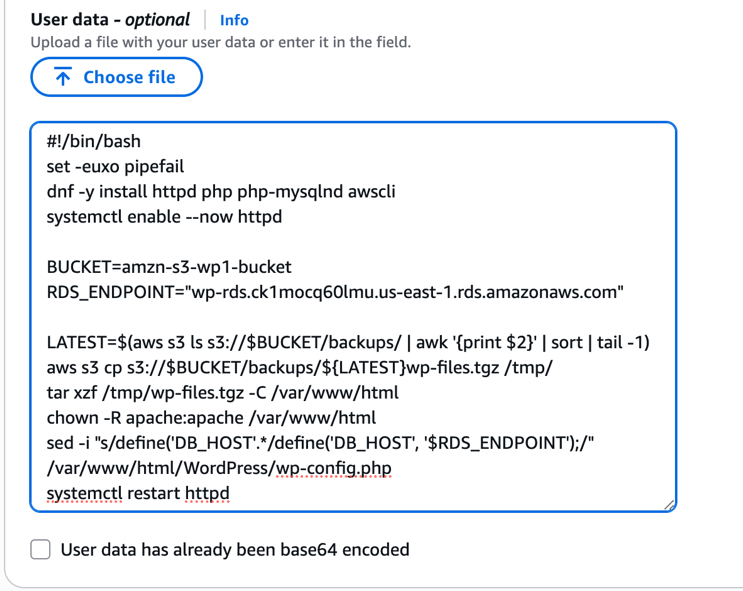 User data - optional Info
Upload a file with your user data or enter it in the field.
Choose file
#!/bin/bash
set -euxo pipefail
dnf -y install httpd php php-mysqlnd awscli
systemctl enable --now httpd
BUCKET=amzn-s3-wp1-bucket
RDS_ENDPOINT="wp-rds.ck1mocq60lmu.us-east-1.rds.amazonaws.com"
LATEST=$(aws s3 ls s3://$BUCKET/backups/ | awk '{print $2}' | sort | tail -1)
aws s3 cp s3://$BUCKET/backups/${LATEST}wp-files.tgz /tmp/
tar xzf /tmp/wp-files.tgz -C /var/www/html
chown -R apache:apache /var/www/html
sed -i "s/define('DB_HOST'.*/define('DB_HOST', '$RDS_ENDPOINT');/"
/var/www/html/WordPress/wp-config.php
systemctl restart httpd
User data has already been base64 encoded